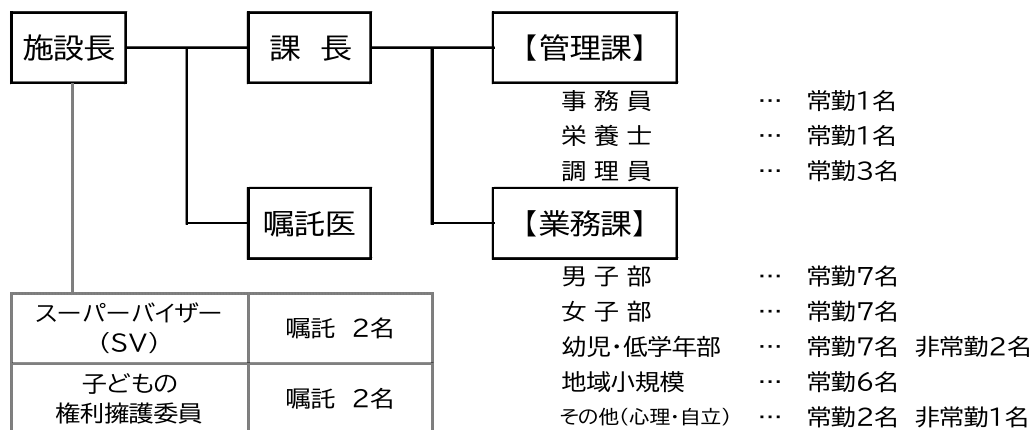 施設長
課 長
【管理課】
事 務 員 … 常勤1名
栄 養 士 … 常勤1名
調 理 員 … 常勤3名
嘱託医
【業務課】
男 子 部 … 常勤7名
女 子 部 … 常勤7名
幼児・低学年部 … 常勤7名 非常勤2名
地域小規模 … 常勤6名
その他(心理・自立) … 常勤2名 非常勤1名
スーパーバイザー
(SV)
嘱託 2名
子どもの
権利擁護委員
嘱託 2名